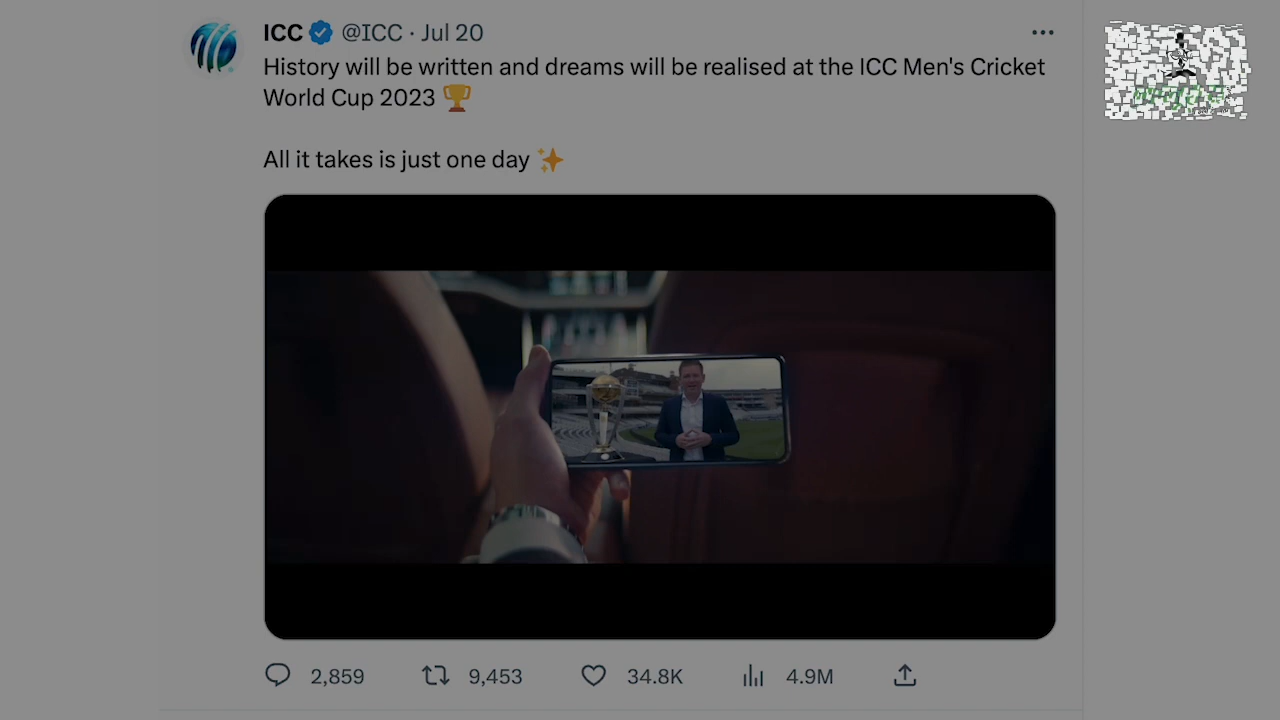 ICC @ICC · Jul 20
History will be written and dreams will be realised at the ICC Men's Cricket
World Cup 2023 🏆
All it takes is just one day ✨
2,859 9,453 34.8K 4.9M